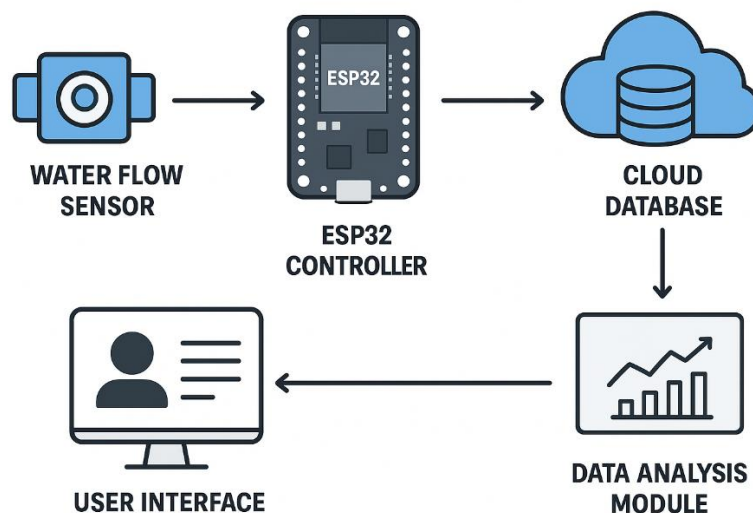 ESP32
WATER FLOW
SENSOR
ESP32
CONTROLLER
CLOUD
DATABASE
USER INTERFACE
DATA ANALYSIS
MODULE